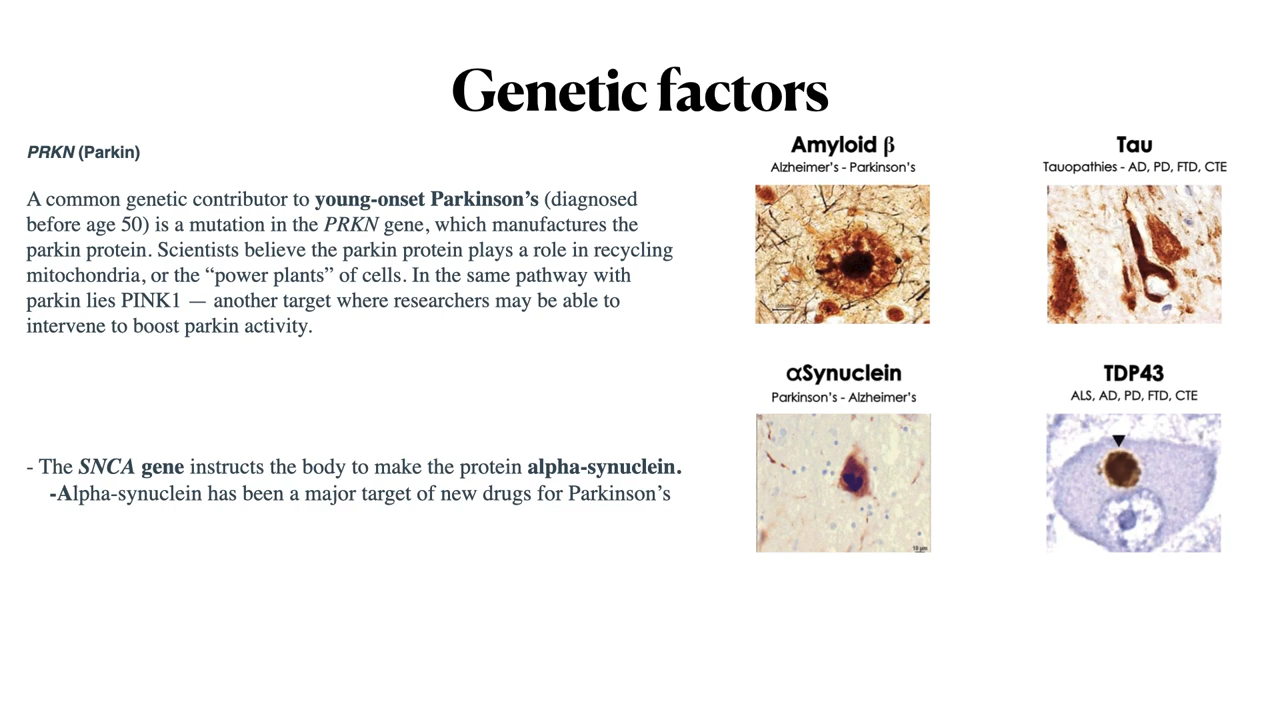 Genetic factors
PRKN (Parkin)
A common genetic contributor to young-onset Parkinson’s (diagnosed
before age 50) is a mutation in the PRKN gene, which manufactures the
parkin protein. Scientists believe the parkin protein plays a role in recycling
mitochondria, or the “power plants” of cells. In the same pathway with
parkin lies PINK1 — another target where researchers may be able to
intervene to boost parkin activity.
- The SNCA gene instructs the body to make the protein alpha-synuclein.
-Alpha-synuclein has been a major target of new drugs for Parkinson’s
Amyloid β
Alzheimer’s - Parkinson’s
Tau
Tauopathies - AD, PD, FTD, CTE
αSynuclein
Parkinson’s - Alzheimer’s
10 µm
TDP43
ALS, AD, PD, FTD, CTE